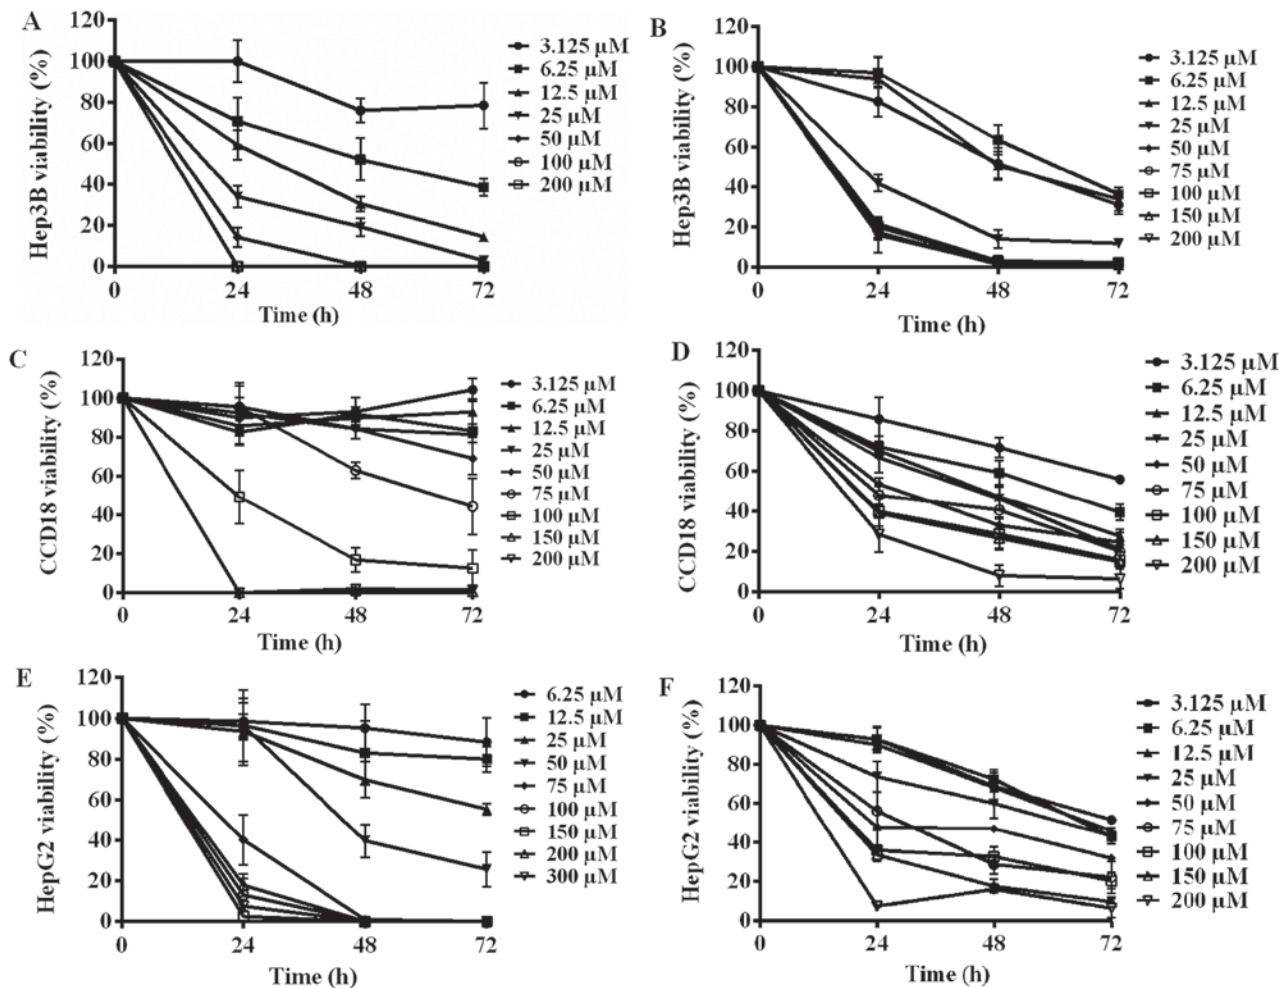 A
Hep3B viability (%)
120
100
80
60
40
20
0
0 24 48 72
Time (h)
3.125 µM
6.25 µM
12.5 µM
25 µM
50 µM
100 µM
200 µM
B
Hep3B viability (%)
120
100
80
60
40
20
0
0 24 48 72
Time (h)
3.125 µM
6.25 µM
12.5 µM
25 µM
50 µM
75 µM
100 µM
150 µM
200 µM
C
CCD18 viability (%)
120
100
80
60
40
20
0
0 24 48 72
Time (h)
3.125 µM
6.25 µM
12.5 µM
25 µM
50 µM
75 µM
100 µM
150 µM
200 µM
D
CCD18 viability (%)
120
100
80
60
40
20
0
0 24 48 72
Time (h)
3.125 µM
6.25 µM
12.5 µM
25 µM
50 µM
75 µM
100 µM
150 µM
200 µM
E
HepG2 viability (%)
120
100
80
60
40
20
0
0 24 48 72
Time (h)
6.25 µM
12.5 µM
25 µM
50 µM
75 µM
100 µM
150 µM
200 µM
300 µM
F
HepG2 viability (%)
120
100
80
60
40
20
0
0 24 48 72
Time (h)
3.125 µM
6.25 µM
12.5 µM
25 µM
50 µM
75 µM
100 µM
150 µM
200 µM